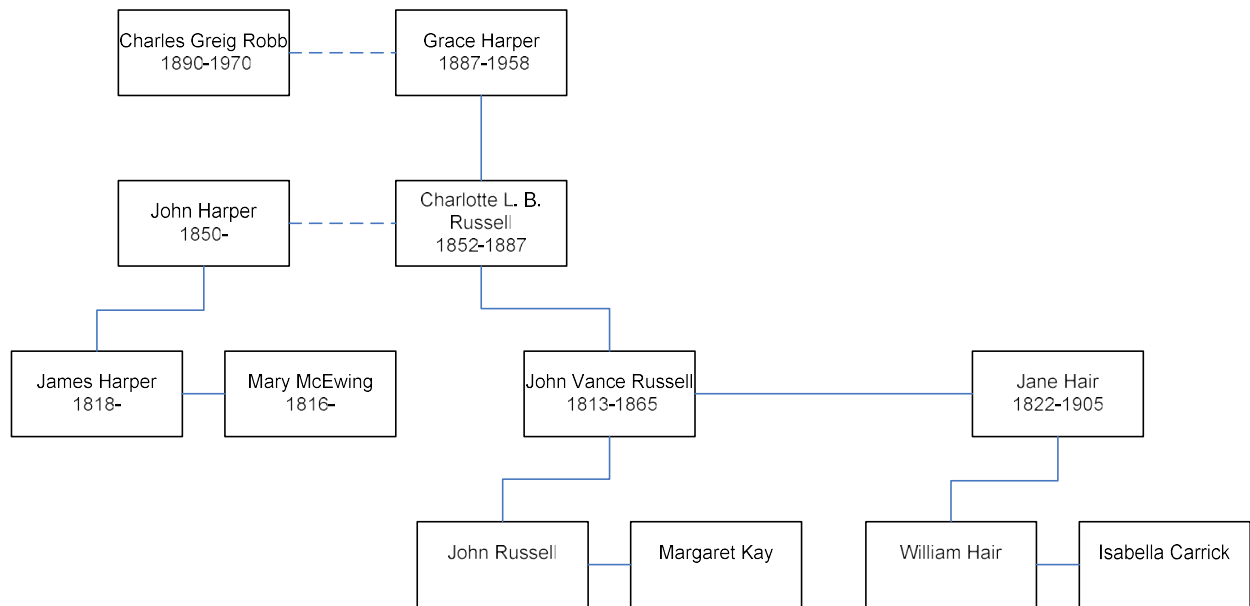 Charles Greig Robb
1890-1970
Grace Harper
1887-1958
John Harper
1850-
Charlotte L. B.
Russell
1852-1887
James Harper
1818-
Mary McEwing
1816-
John Vance Russell
1813-1865
Jane Hair
1822-1905
John Russell
Margaret Kay
William Hair
Isabella Carrick